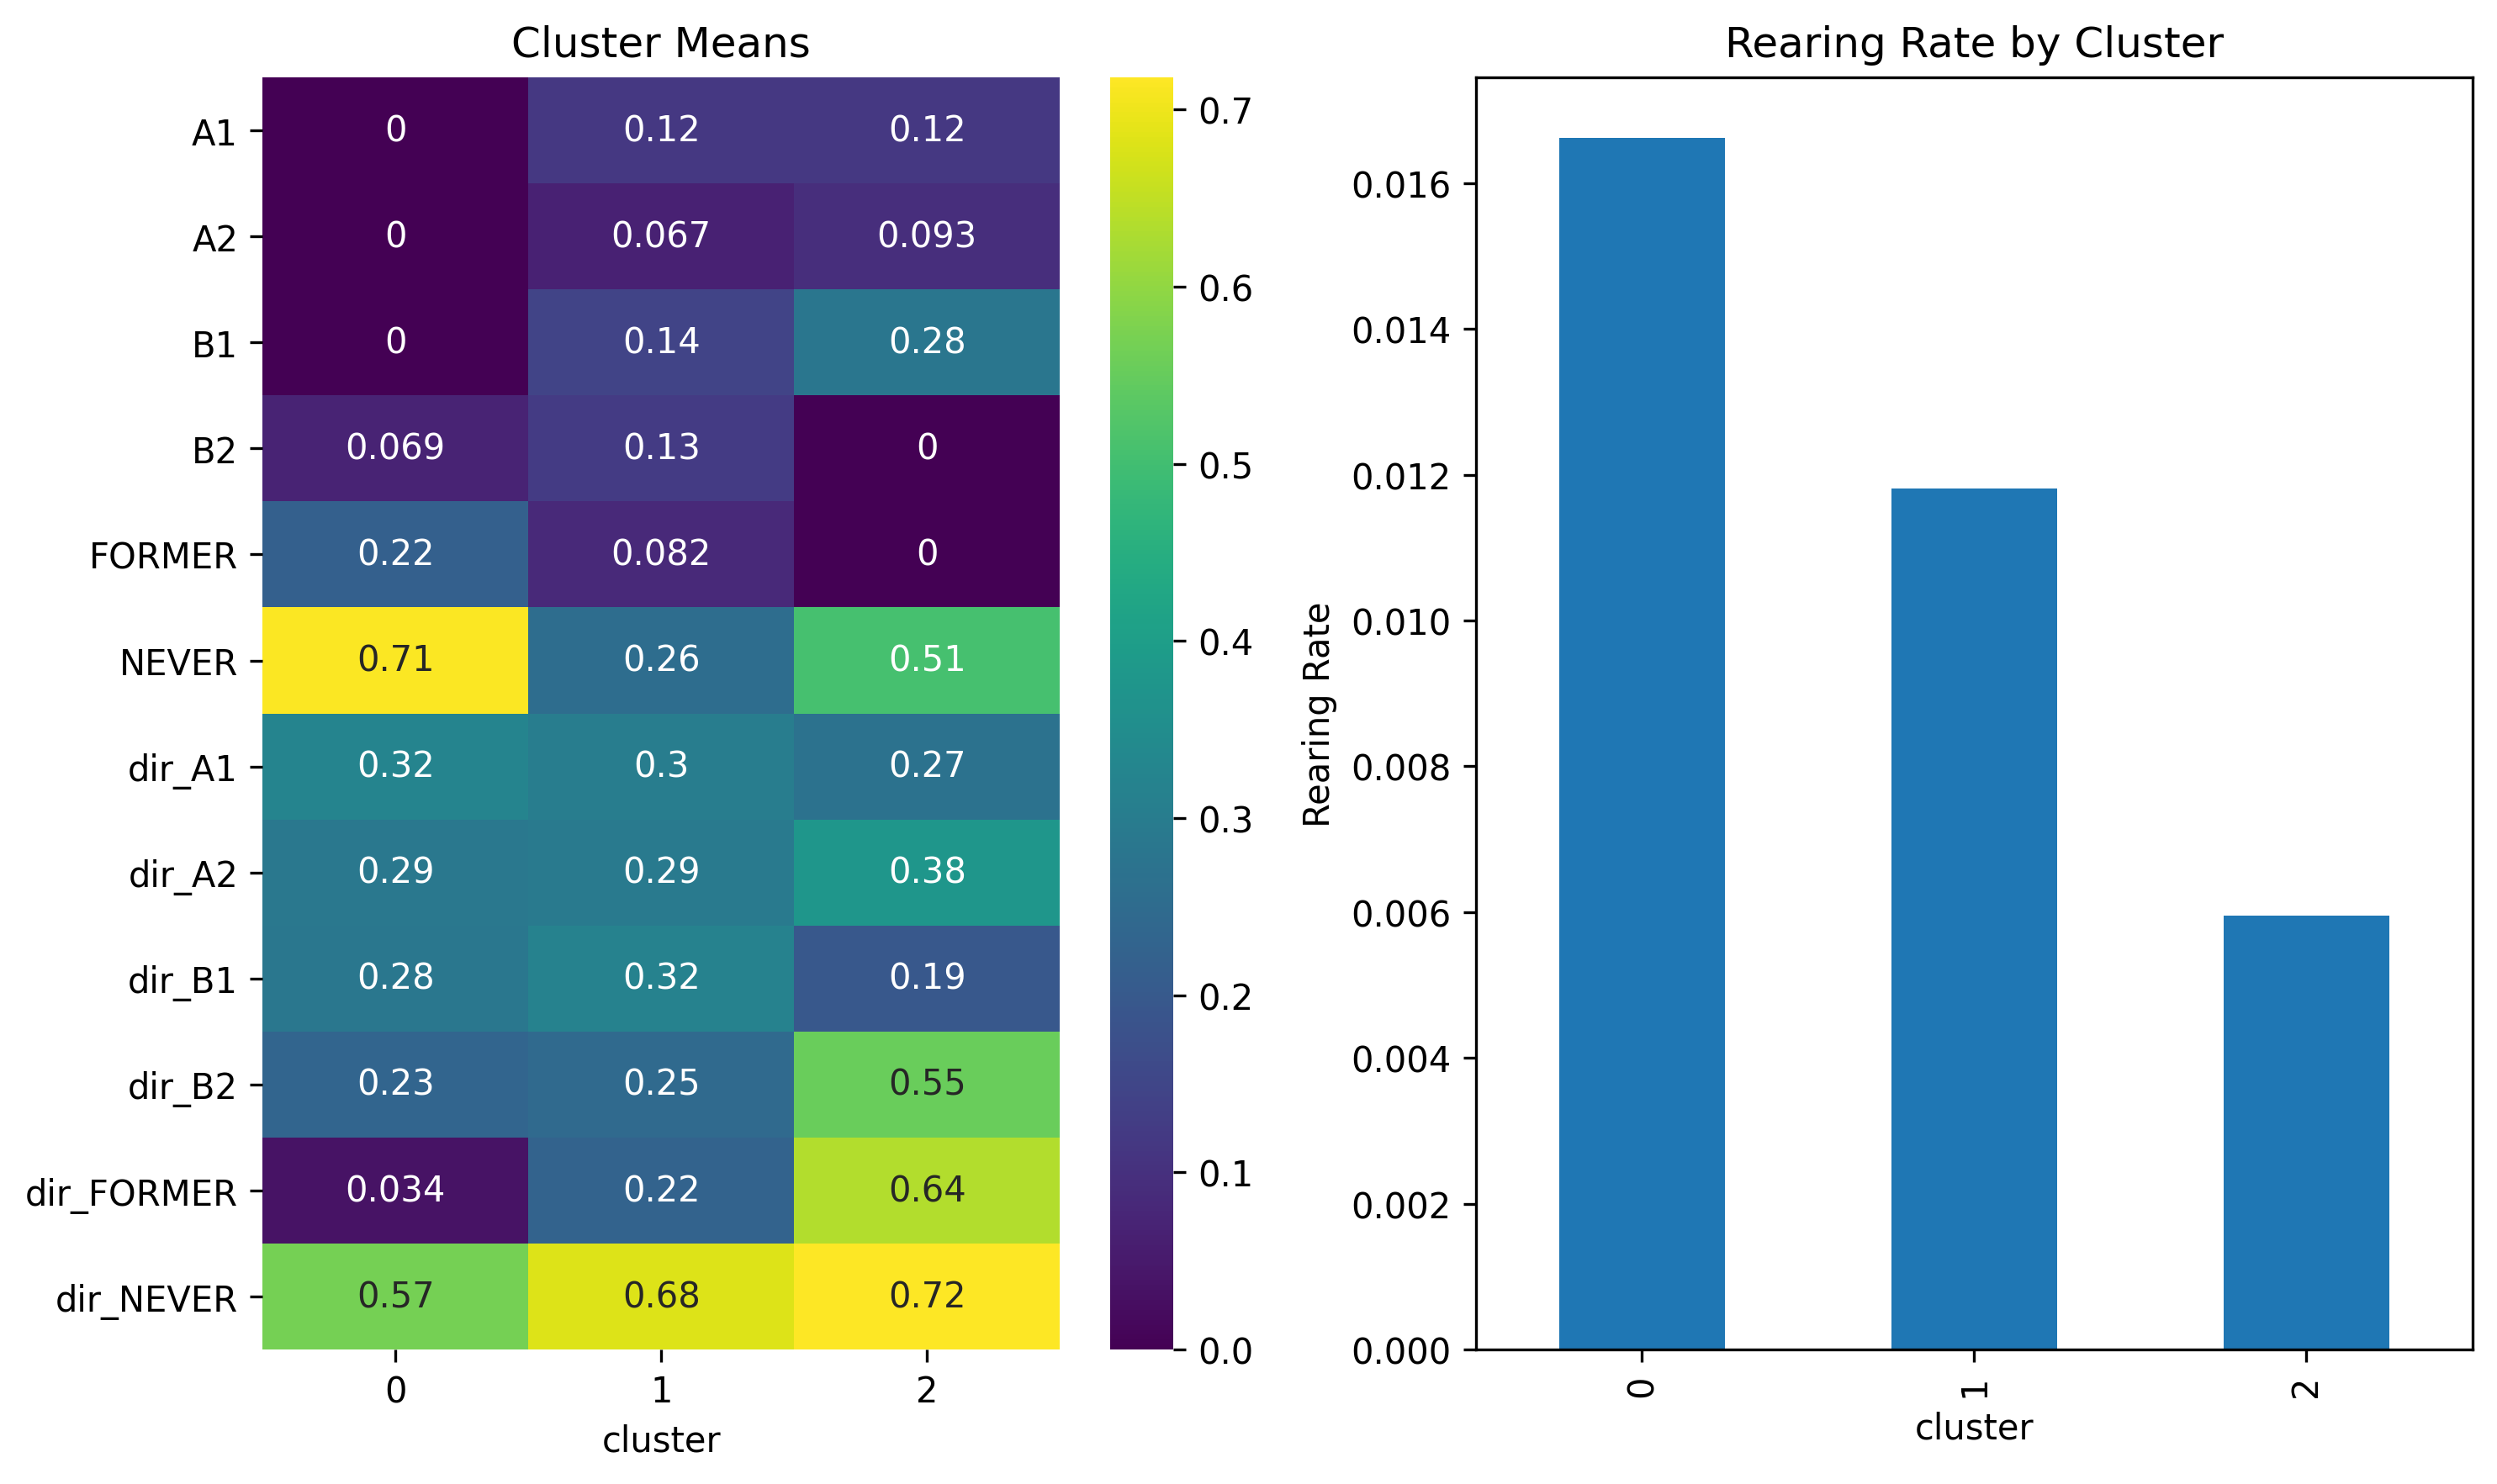 Cluster Means
A1 0 0.12 0.12
A2 0 0.067 0.093
B1 0 0.14 0.28
B2 0.069 0.13 0
FORMER 0.22 0.082 0
NEVER 0.71 0.26 0.51
dir_A1 0.32 0.3 0.27
dir_A2 0.29 0.29 0.38
dir_B1 0.28 0.32 0.19
dir_B2 0.23 0.25 0.55
dir_FORMER 0.034 0.22 0.64
dir_NEVER 0.57 0.68 0.72
0 1 2
cluster
0.7
0.6
0.5
0.4
0.3
0.2
0.1
0.0
Rearing Rate by Cluster
Rearing Rate
0.016
0.014
0.012
0.010
0.008
0.006
0.004
0.002
0.000
0 1 2
cluster